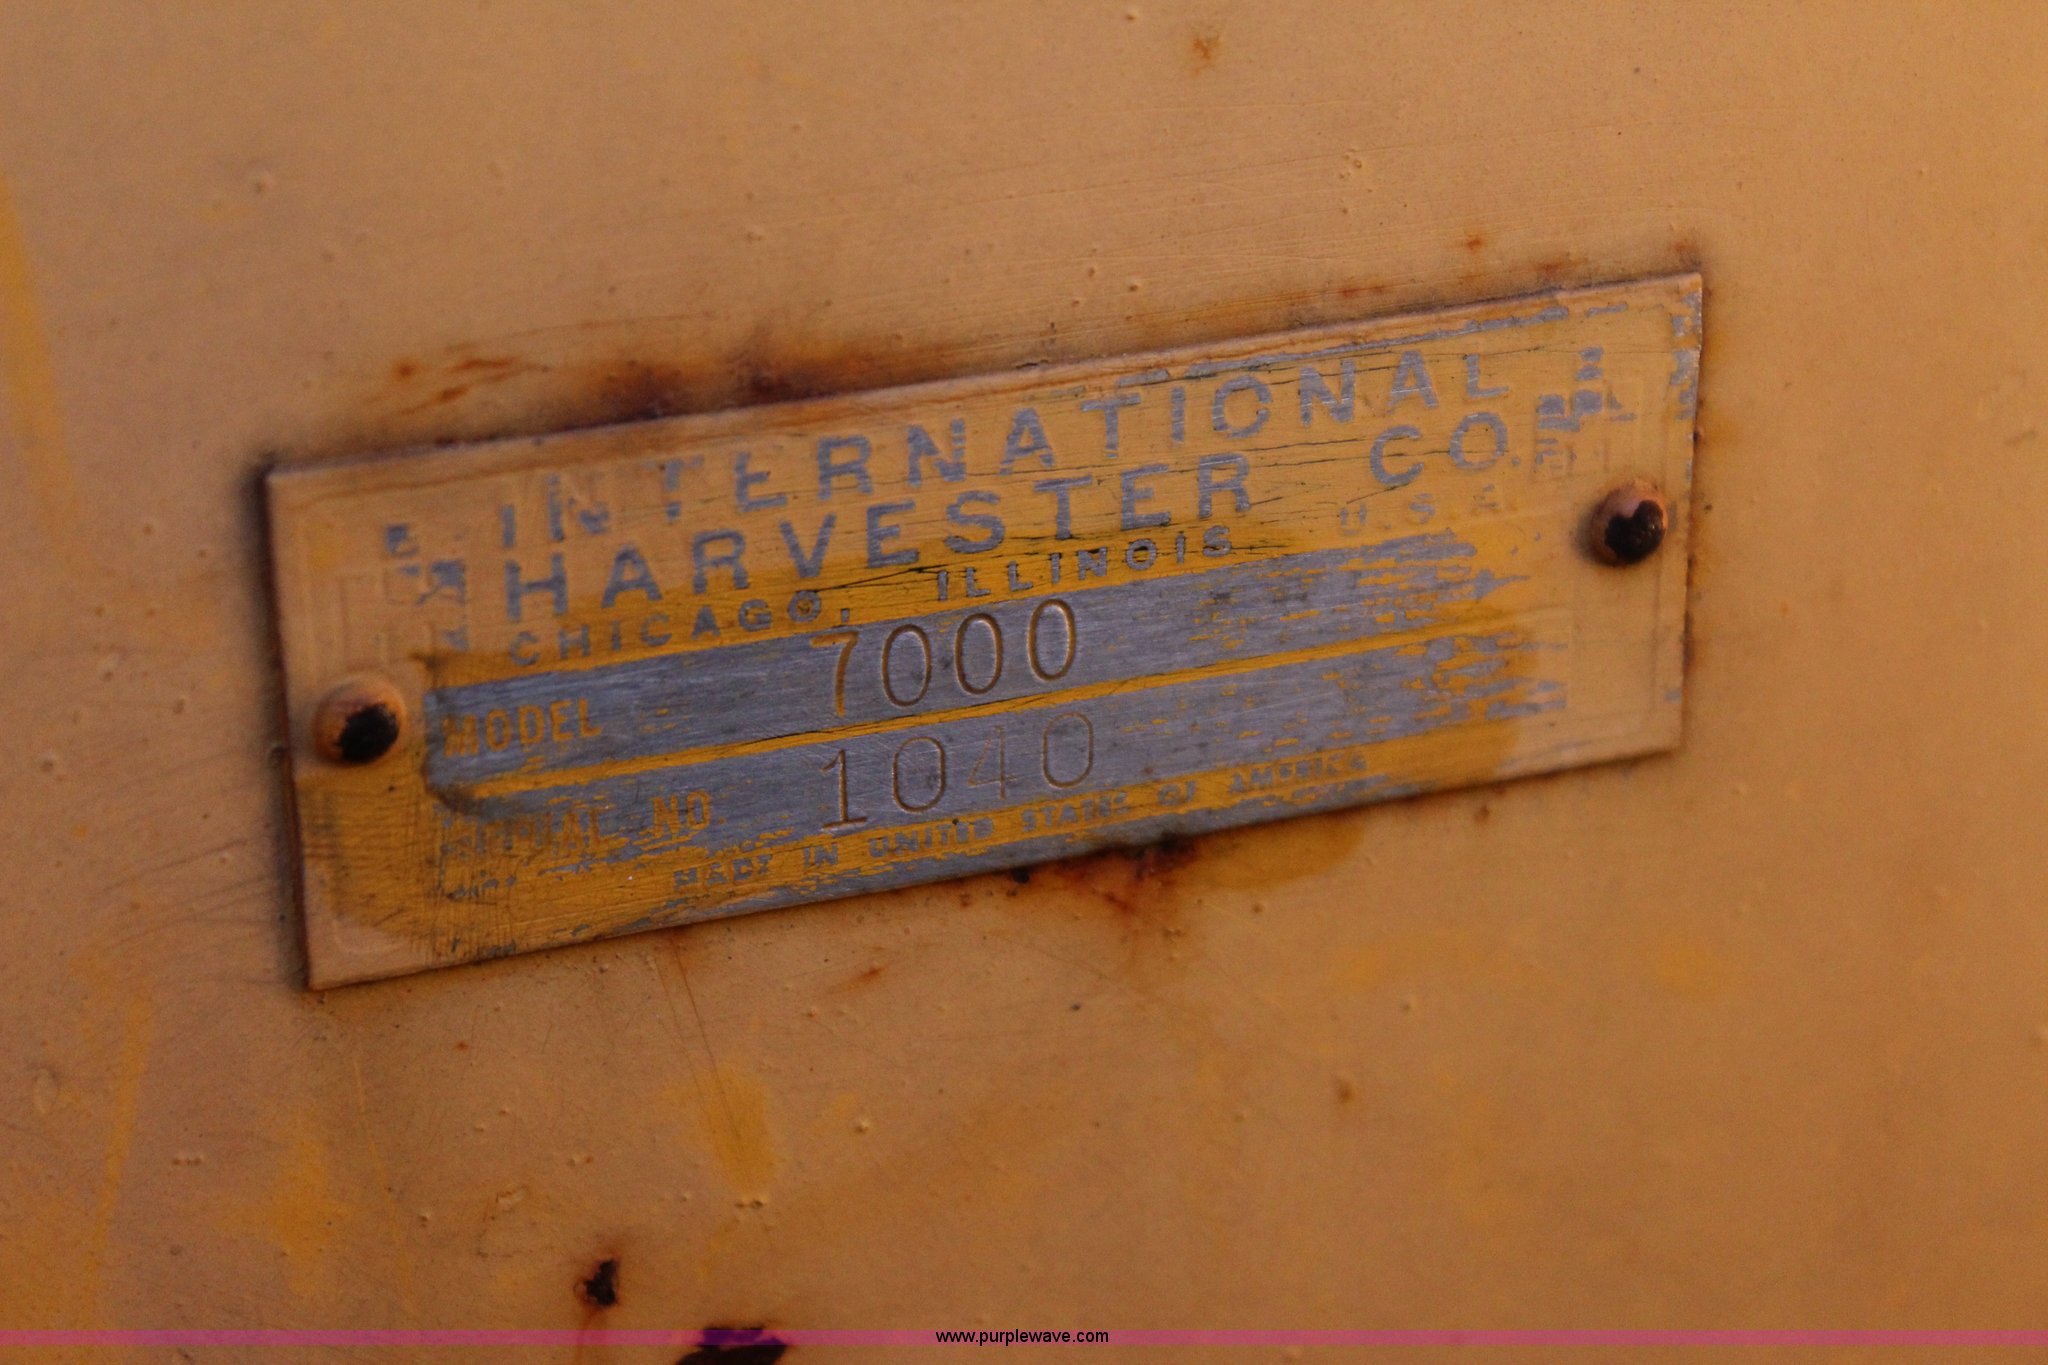 INTERNATIONAL
HARVESTER CO.
CHICAGO, ILLINOIS U.S.A.
MODEL 7000
SERIAL NO. 1040
MADE IN UNITED STATES OF AMERICA
www.purplewave.com